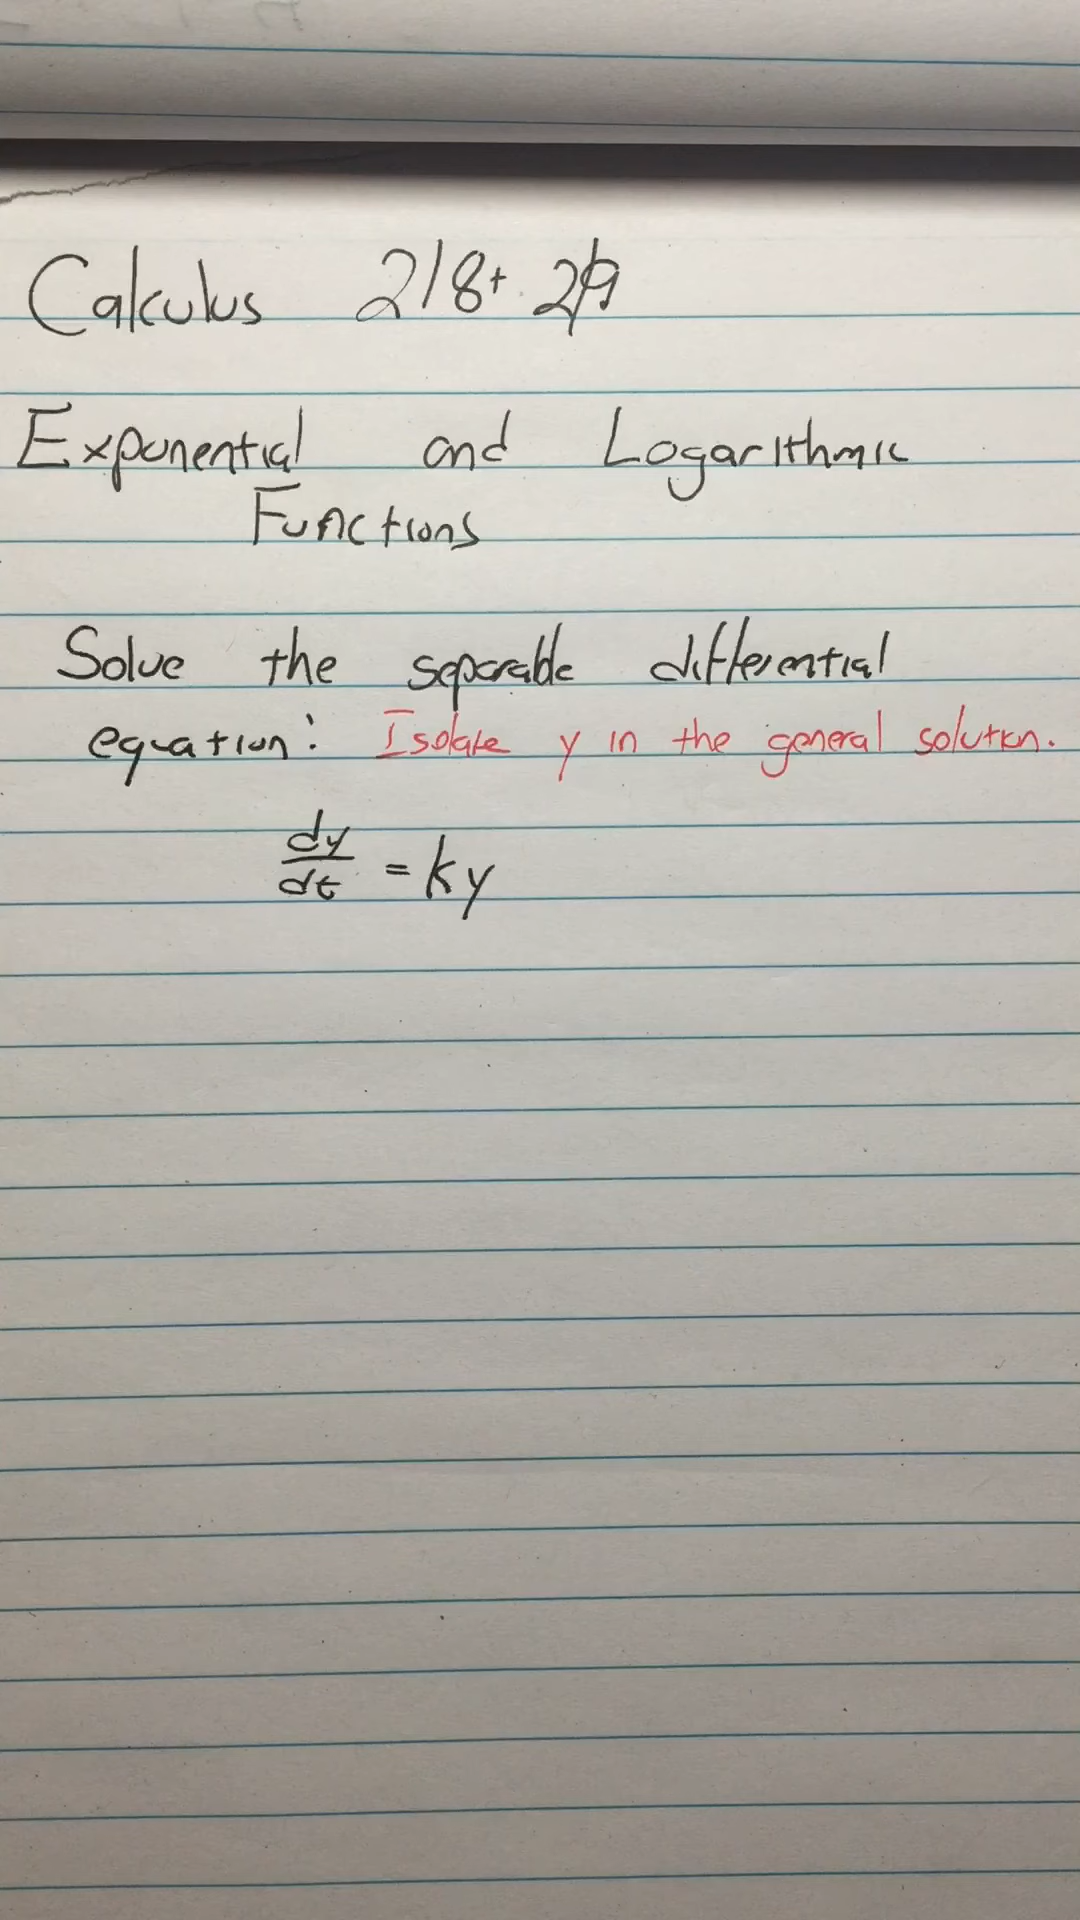 Calculus 2/8+ 2/9
Exponential and Logarithmic
Functions
Solve the separable differential
equation: Isolate y in the general solution.
dy/dt = ky